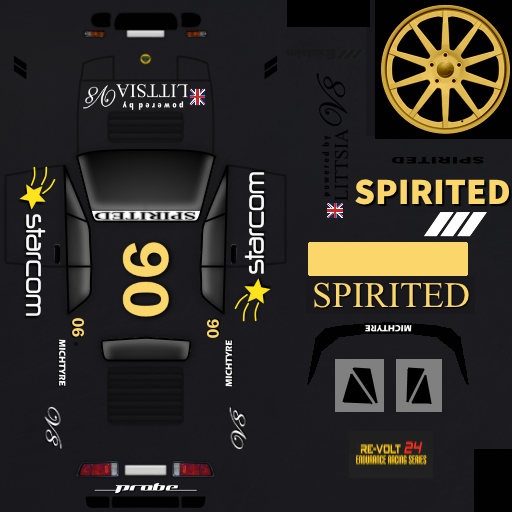 powered by
LITTSIA V8
SPIRITED
starcom
starcom
90
90
06
MICHTYRE
MICHTYRE
V8
V8
probe
powered by
LITTSIA V8
SPIRITED
SPIRITED
SPIRITED
MICHTYRE
RE-VOLT 24
ENDURANCE RACING SERIES